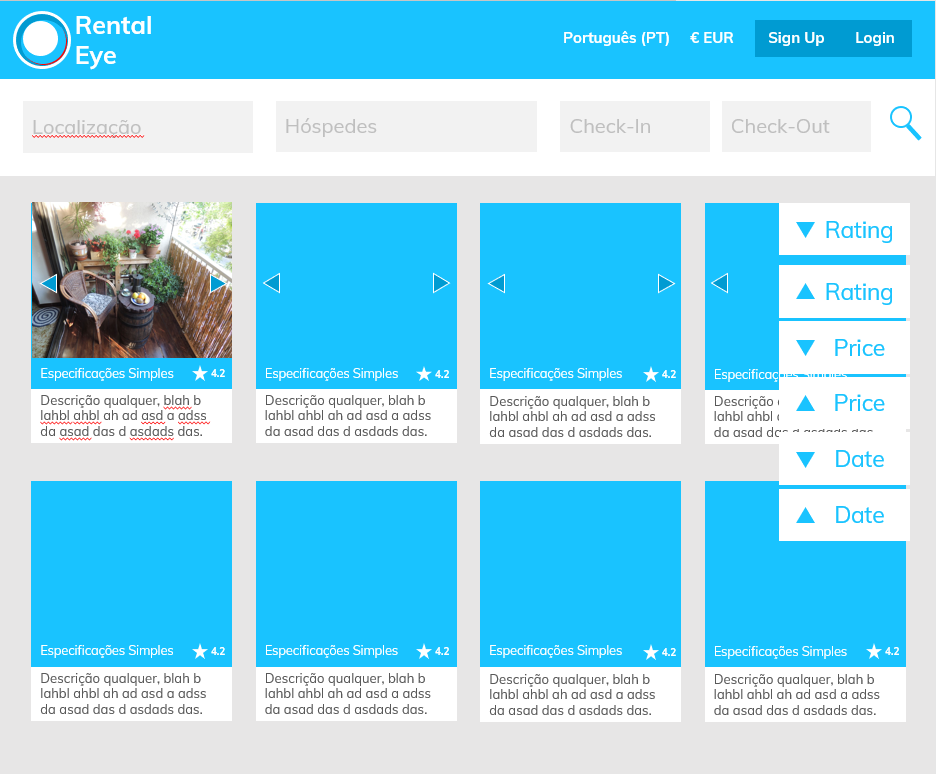 Rental
Eye
Português (PT)
€ EUR
Sign Up
Login
Localização
Hóspedes
Check-In
Check-Out
Rating
Rating
Price
Price
Date
Date
Especificações Simples
4.2
Especificações Simples
4.2
Especificações Simples
4.2
Especificações Simples
Descrição qualquer, blah b
lahbl ahbl ah ad asd a adss
da asad das d asdads das.
Descrição qualquer, blah b
lahbl ahbl ah ad asd a adss
da asad das d asdads das.
Descrição qualquer, blah b
lahbl ahbl ah ad asd a adss
da asad das d asdads das.
lahbl ahbl
da asad das d asdads das.
Especificações Simples
4.2
Especificações Simples
4.2
Especificações Simples
4.2
Especificações Simples
4.2
Descrição qualquer, blah b
lahbl ahbl ah ad asd a adss
da asad das d asdads das.
Descrição qualquer, blah b
lahbl ahbl ah ad asd a adss
da asad das d asdads das.
Descrição qualquer, blah b
lahbl ahbl ah ad asd a adss
da asad das d asdads das.
Descrição qualquer, blah b
lahbl ahbl ah ad asd a adss
da asad das d asdads das.